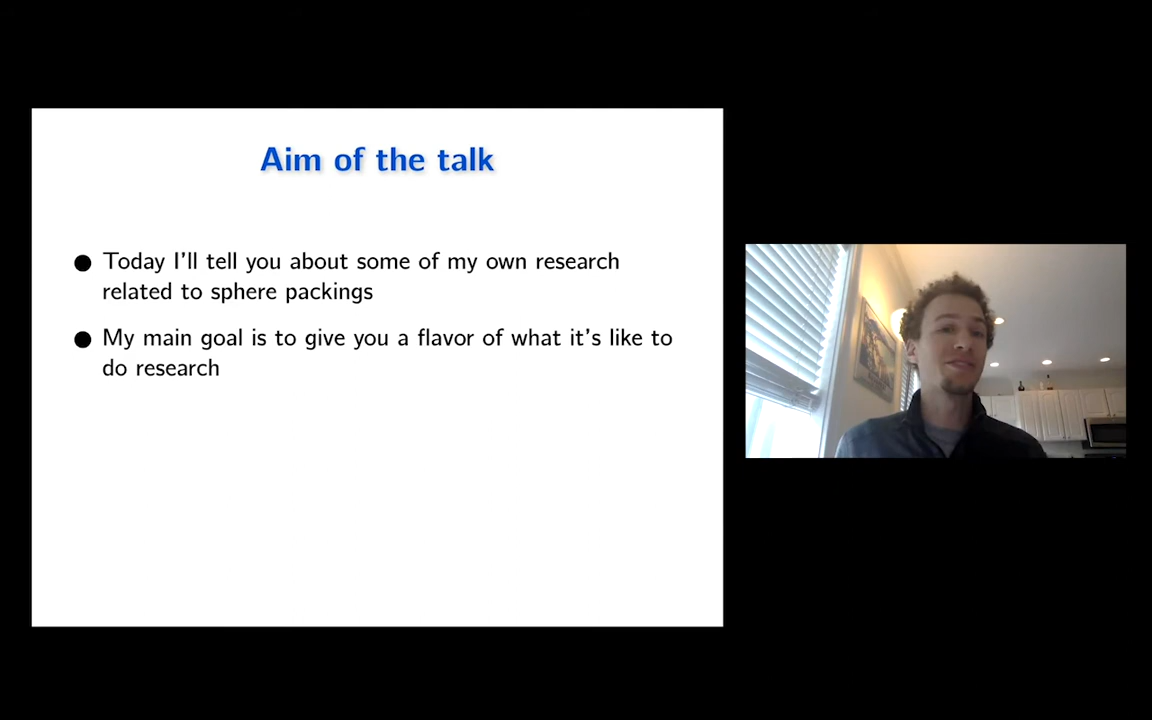 Aim of the talk
● Today I'll tell you about some of my own research
related to sphere packings
● My main goal is to give you a flavor of what it's like to
do research